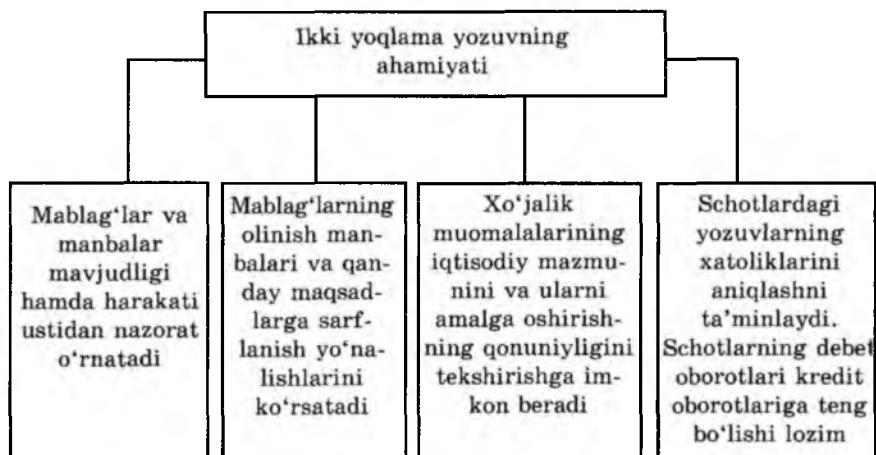 Ikki yoqlama yozuvning
ahamiyati
Mablag‘lar va
manbalar
mavjudligi
hamda harakati
ustidan nazorat
o‘rnatadi
Mablag‘larning
olinish man-
balari va qan-
day maqsad-
larga sarf-
lanish yo‘na-
lishlarini
ko‘rsatadi
Xo‘jalik
muomalalarining
iqtisodiy mazmu-
nini va ularni
amalga oshirish-
ning qonuniyligini
tekshirishga im-
kon beradi
Schotlardagi
yozuvlarning
xatoliklarini
aniqlashni
ta’minlaydi.
Schotlarning debet
oborotlari kredit
oborotlariga teng
bo‘lishi lozim